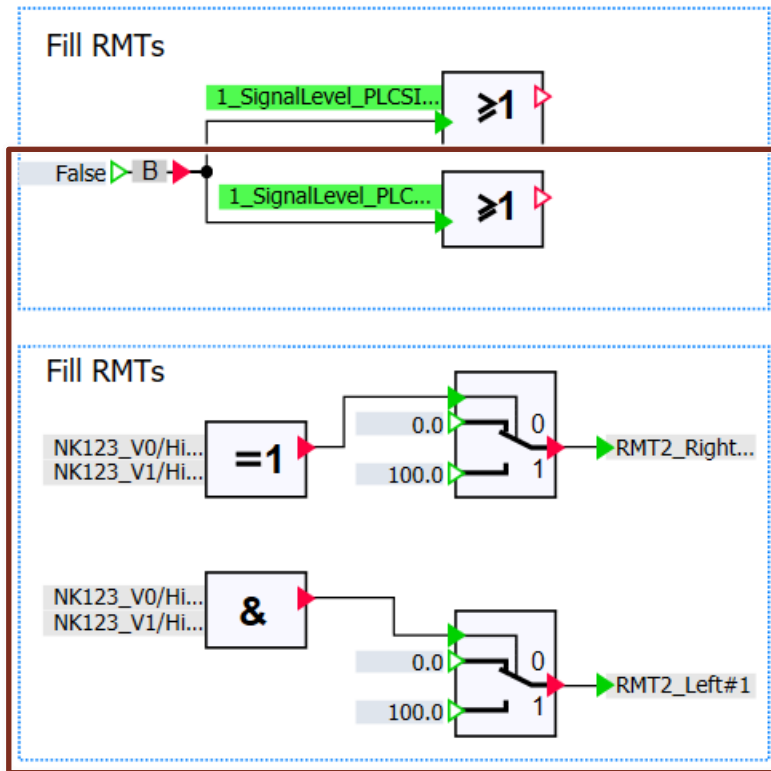 Fill RMTs
1_SignalLevel_PLCSI...
≥1
False
B
1_SignalLevel_PLC...
≥1
Fill RMTs
0
0.0
NK123_V0/Hi...
=1
RMT2_Right...
NK123_V1/Hi...
100.0
1
NK123_V0/Hi...
&
NK123_V1/Hi...
0
0.0
RMT2_Left#1
100.0
1